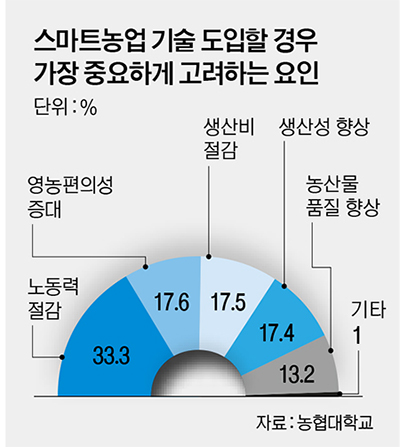 스마트농업 기술 도입할 경우
가장 중요하게 고려하는 요인
단위 : %
노동력
절감
33.3
영농편의성
증대
17.6
생산비
절감
17.5
생산성 향상
17.4
농산물
품질 향상
13.2
기타
1
자료 : 농협대학교